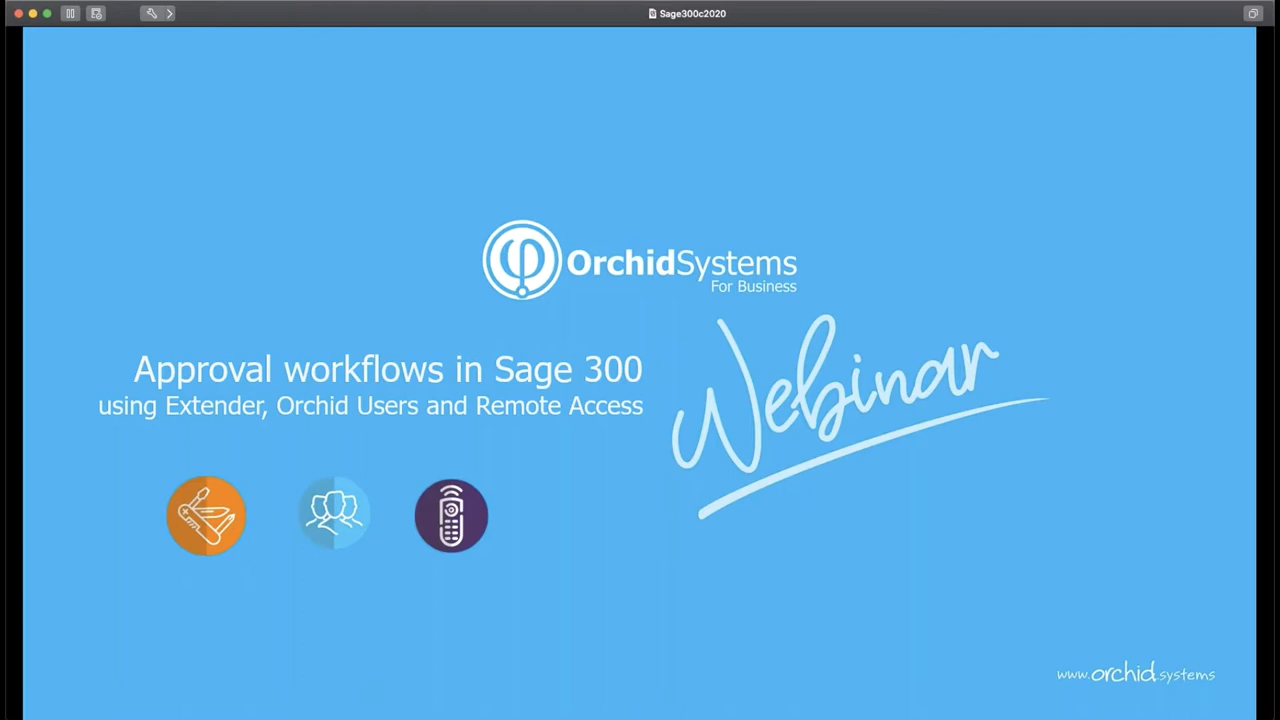 Sage300c2020
OrchidSystems
For Business
Approval workflows in Sage 300
using Extender, Orchid Users and Remote Access
Webinar
www.orchid.systems